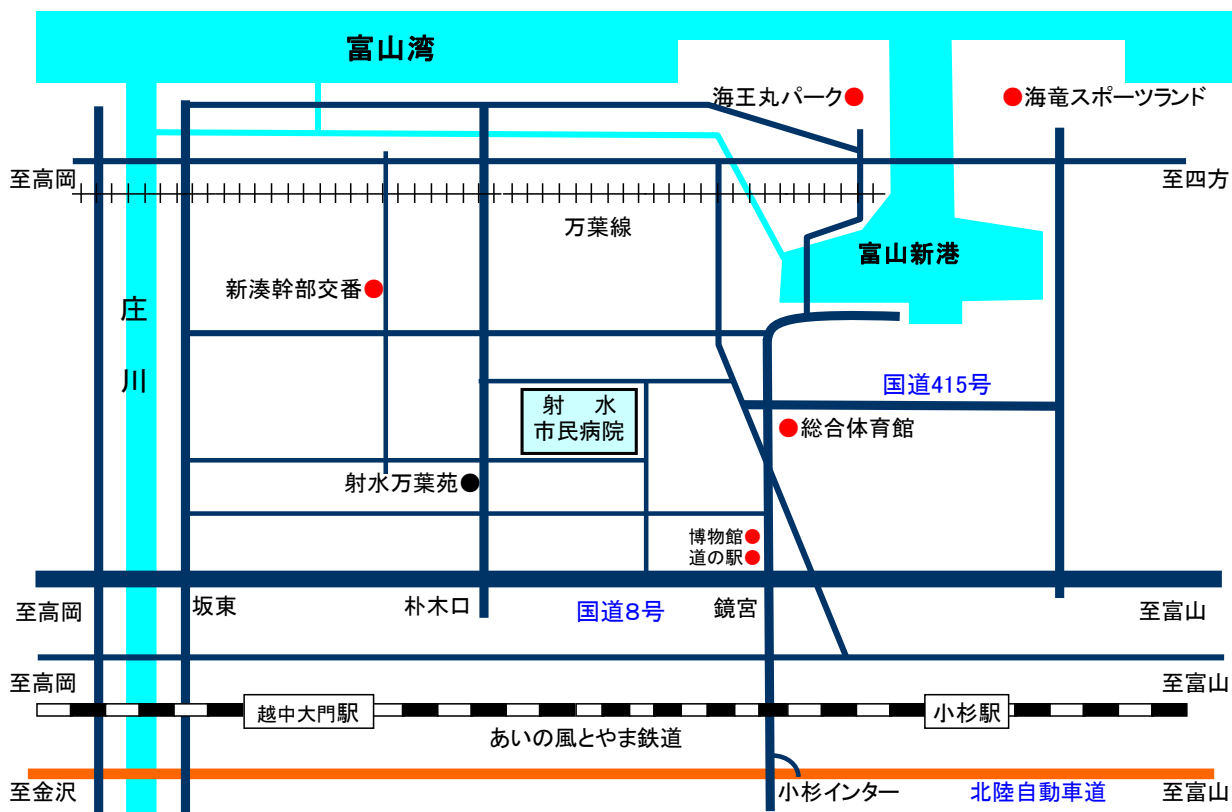 富山湾
海王丸パーク
海竜スポーツランド
至高岡
至四方
万葉線
富山新港
新湊幹部交番
庄
川
国道415号
射 水
市民病院
総合体育館
射水万葉苑
博物館
道の駅
至高岡
坂東
朴木口
国道8号
鏡宮
至富山
至高岡
至富山
越中大門駅
小杉駅
あいの風とやま鉄道
至金沢
小杉インター
北陸自動車道
至富山